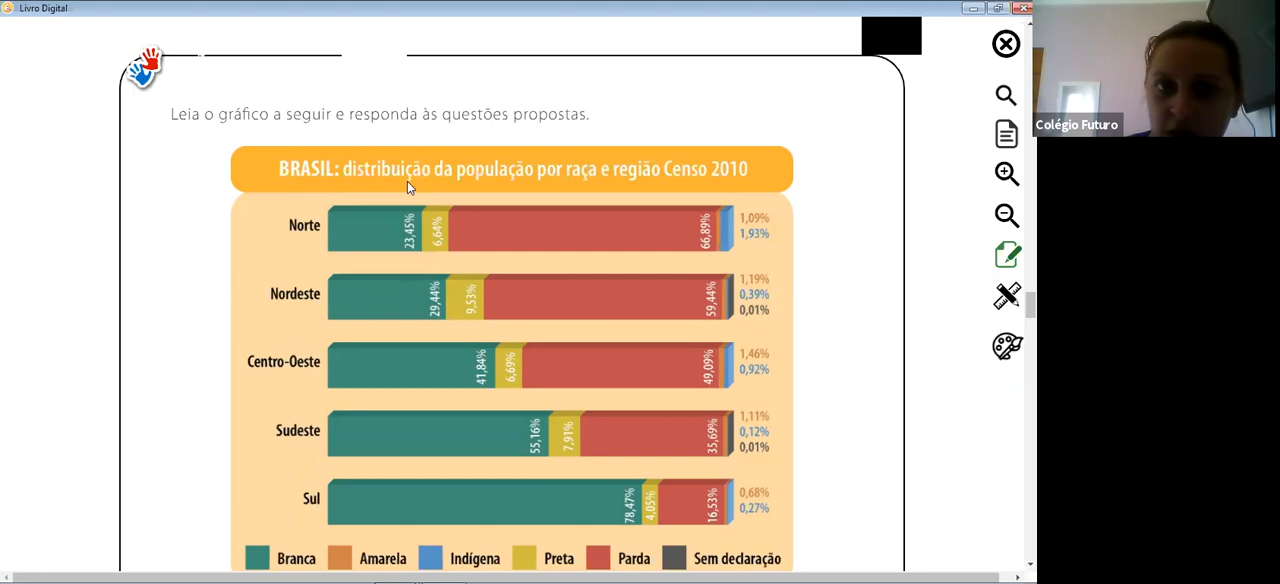 Livro Digital
Colégio Futuro
Leia o gráfico a seguir e responda às questões propostas.
BRASIL: distribuição da população por raça e região Censo 2010
Norte 23,45% 6,64% 66,89% 1,09%
1,93%
Nordeste 29,44% 9,53% 59,44% 1,19%
0,39%
0,01%
Centro-Oeste 41,84% 6,69% 49,09% 1,46%
0,92%
Sudeste 55,16% 7,91% 35,69% 1,11%
0,12%
0,01%
Sul 78,47% 4,05% 16,53% 0,68%
0,27%
Branca Amarela Indígena Preta Parda Sem declaração